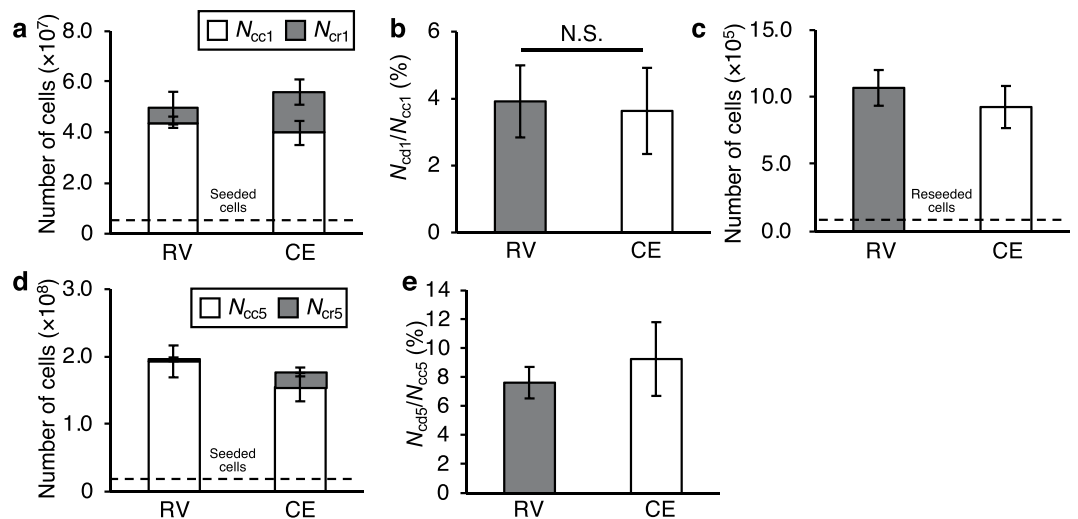 a
Number of cells (×10⁷)
8.0
6.0
4.0
2.0
0
Ncc1 Ncr1
Seeded
cells
RV CE
b
Ncd1/Ncc1 (%)
6
4
2
0
N.S.
RV CE
c
Number of cells (×10⁵)
15.0
10.0
5.0
0.0
Reseeded
cells
RV CE
d
Number of cells (×10⁸)
3.0
2.0
1.0
0
Ncc5 Ncr5
Seeded
cells
RV CE
e
Ncd5/Ncc5 (%)
14
12
10
8
6
4
2
0
RV CE